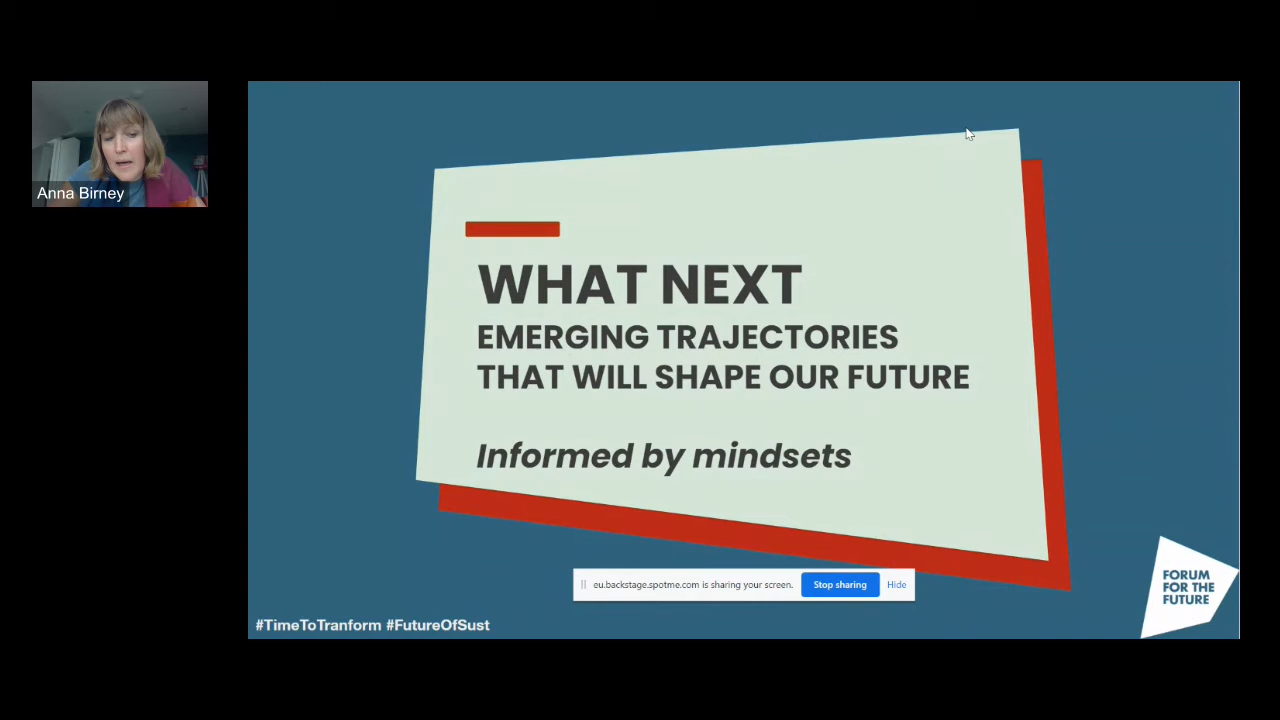 Anna Birney
WHAT NEXT
EMERGING TRAJECTORIES
THAT WILL SHAPE OUR FUTURE
Informed by mindsets
eu.backstage.spotme.com is sharing your screen.
Stop sharing
Hide
FORUM
FOR THE
FUTURE
#TimeToTranform #FutureOfSust